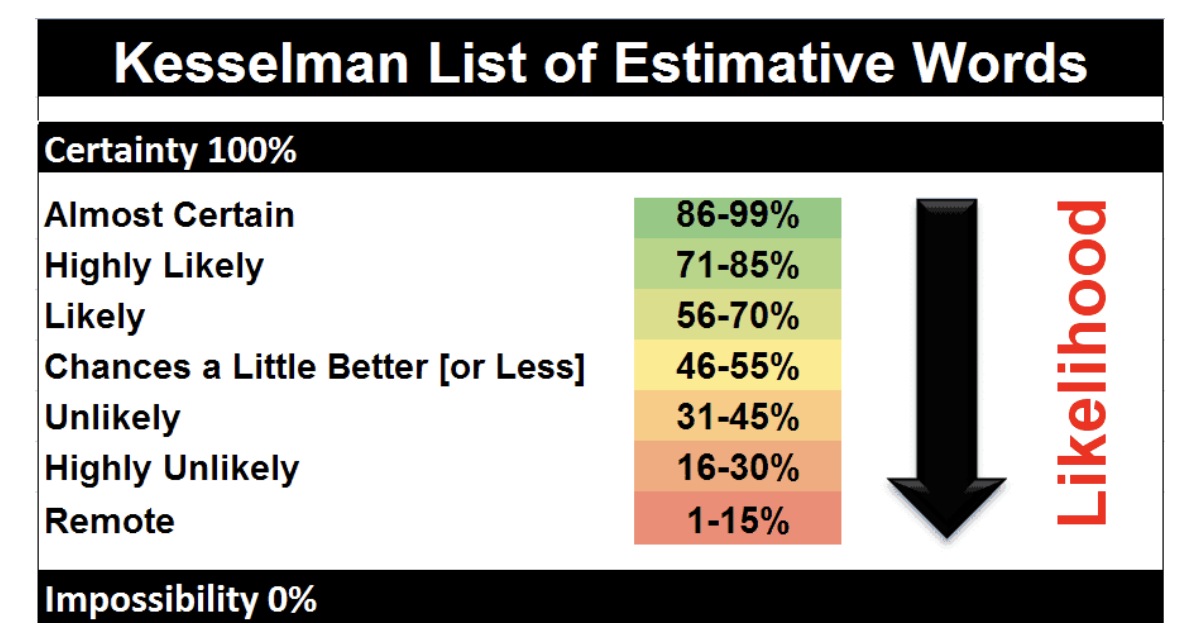 Kesselman List of Estimative Words
Certainty 100%
Almost Certain 86-99%
Highly Likely 71-85%
Likely 56-70%
Chances a Little Better [or Less] 46-55%
Unlikely 31-45%
Highly Unlikely 16-30%
Remote 1-15%
Likelihood
Impossibility 0%